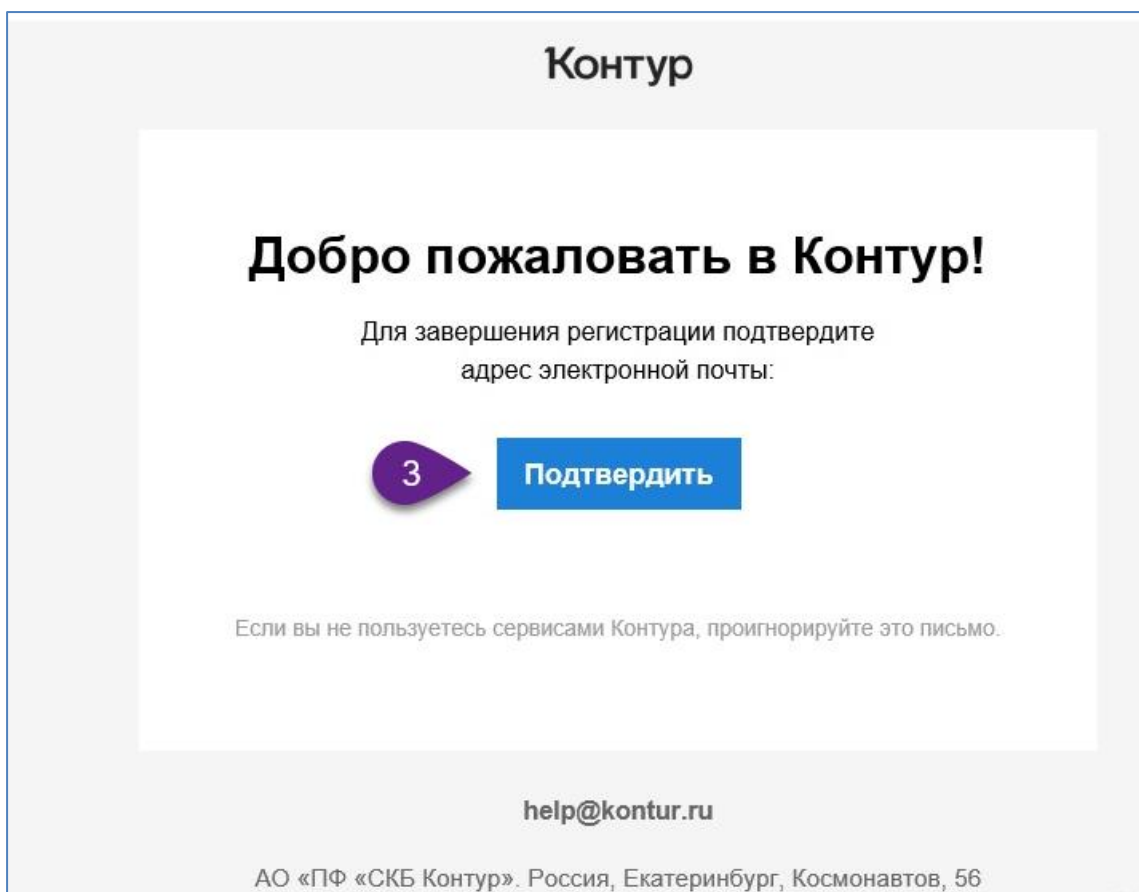 Контур
Добро пожаловать в Контур!
Для завершения регистрации подтвердите
адрес электронной почты:
3
Подтвердить
Если вы не пользуетесь сервисами Контура, проигнорируйте это письмо.
help@kontur.ru
АО «ПФ «СКБ Контур». Россия, Екатеринбург, Космонавтов, 56